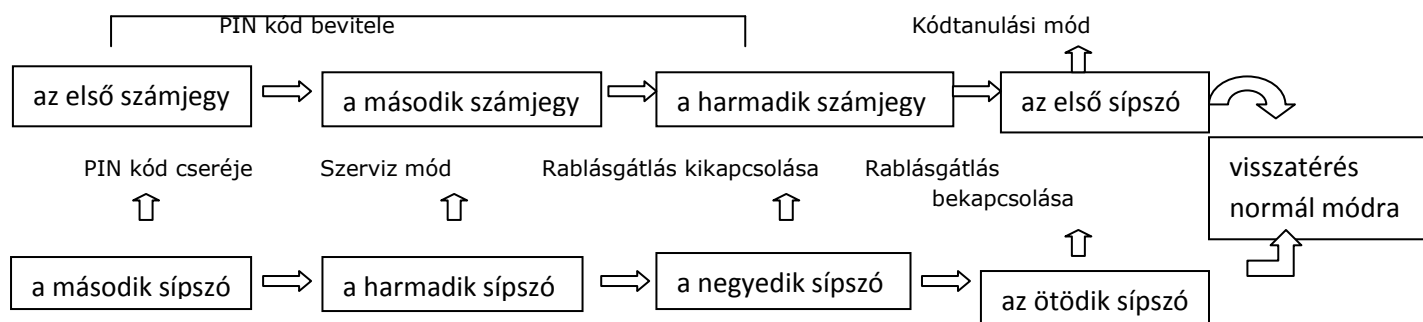 PIN kód bevitele
Kódtanulási mód
az első számjegy
a második számjegy
a harmadik számjegy
az első sípszó
PIN kód cseréje
Szerviz mód
Rablásgátlás kikapcsolása
Rablásgátlás
bekapcsolása
visszatérés
normál módra
a második sípszó
a harmadik sípszó
a negyedik sípszó
az ötödik sípszó